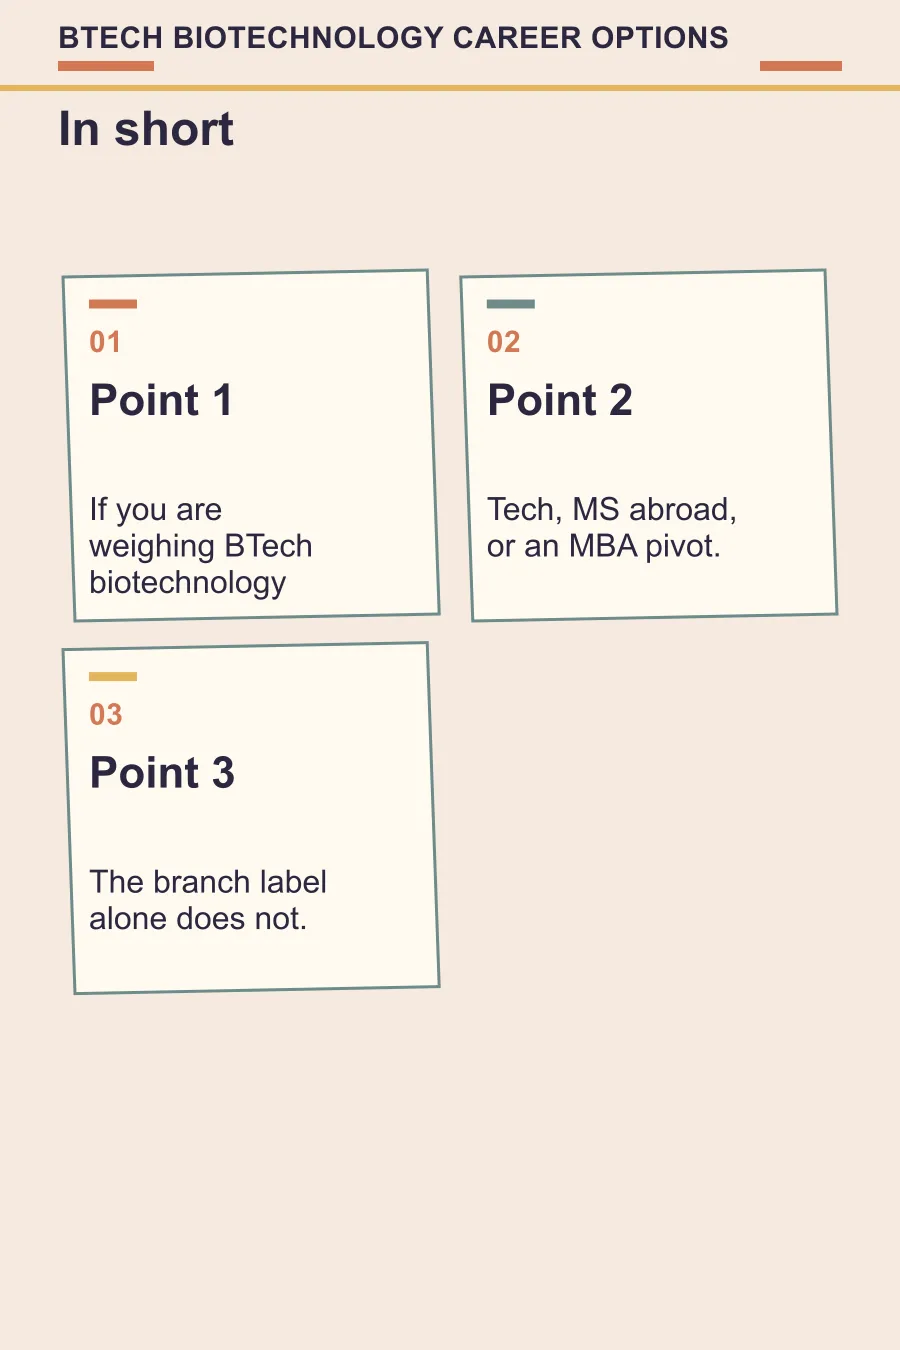 BTECH BIOTECHNOLOGY CAREER OPTIONS
In short
01
Point 1
If you are
weighing BTech
biotechnology
02
Point 2
Tech, MS abroad,
or an MBA pivot.
03
Point 3
The branch label
alone does not.